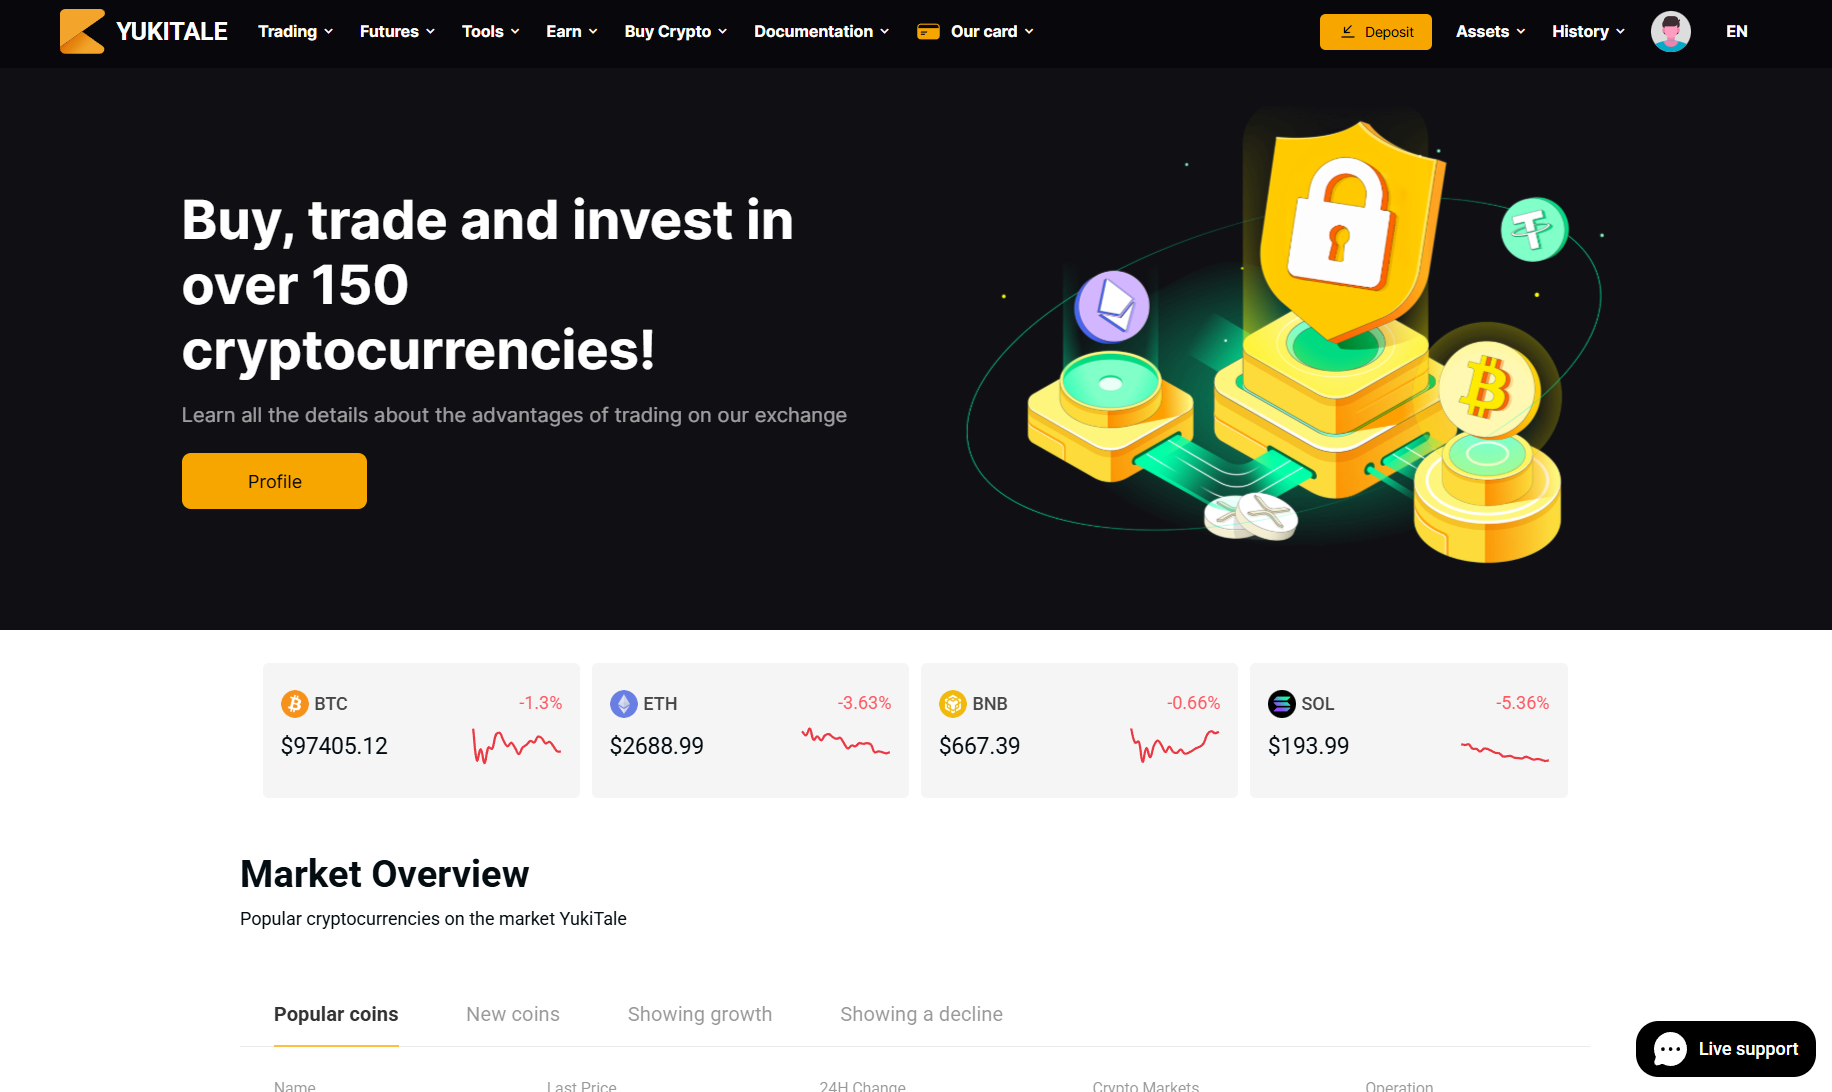 YUKITALE
Trading
Futures
Tools
Earn
Buy Crypto
Documentation
Our card
Deposit
Assets
History
EN
Buy, trade and invest in
over 150
cryptocurrencies!
Learn all the details about the advantages of trading on our exchange
Profile
BTC
-1.3%
$97405.12
ETH
-3.63%
$2688.99
BNB
-0.66%
$667.39
SOL
-5.36%
$193.99
Market Overview
Popular cryptocurrencies on the market YukiTale
Popular coins
New coins
Showing growth
Showing a decline
Live support
Name
Last Price
24H Change
Crypto Markets
Operation